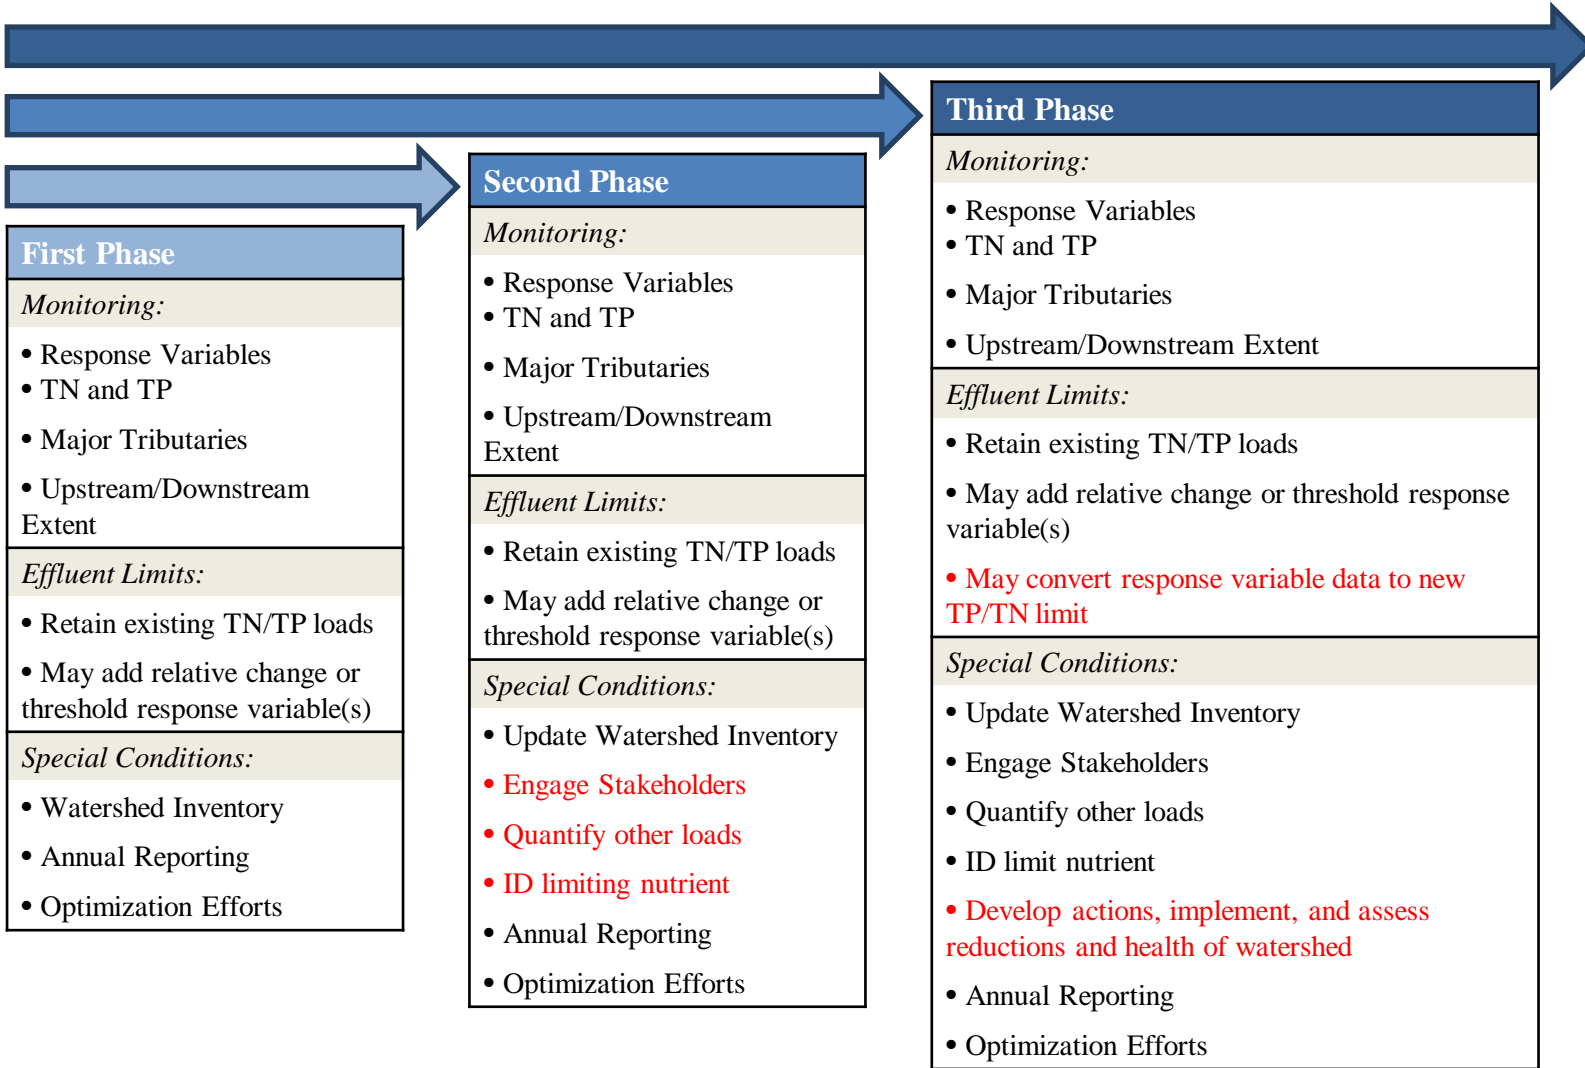 First Phase
Monitoring:
• Response Variables
• TN and TP
• Major Tributaries
• Upstream/Downstream
Extent
Effluent Limits:
• Retain existing TN/TP loads
• May add relative change or
threshold response variable(s)
Special Conditions:
• Watershed Inventory
• Annual Reporting
• Optimization Efforts
Second Phase
Monitoring:
• Response Variables
• TN and TP
• Major Tributaries
• Upstream/Downstream
Extent
Effluent Limits:
• Retain existing TN/TP loads
• May add relative change or
threshold response variable(s)
Special Conditions:
• Update Watershed Inventory
• Engage Stakeholders
• Quantify other loads
• ID limiting nutrient
• Annual Reporting
• Optimization Efforts
Third Phase
Monitoring:
• Response Variables
• TN and TP
• Major Tributaries
• Upstream/Downstream Extent
Effluent Limits:
• Retain existing TN/TP loads
• May add relative change or threshold response
variable(s)
• May convert response variable data to new
TP/TN limit
Special Conditions:
• Update Watershed Inventory
• Engage Stakeholders
• Quantify other loads
• ID limit nutrient
• Develop actions, implement, and assess
reductions and health of watershed
• Annual Reporting
• Optimization Efforts